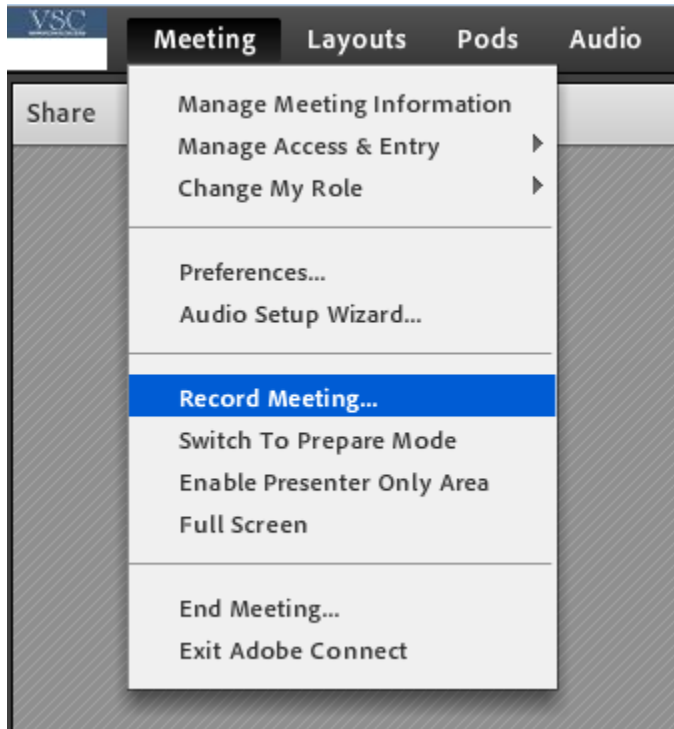 VSC
Meeting Layouts Pods Audio
Share
Manage Meeting Information
Manage Access & Entry
Change My Role
Preferences...
Audio Setup Wizard...
Record Meeting...
Switch To Prepare Mode
Enable Presenter Only Area
Full Screen
End Meeting...
Exit Adobe Connect